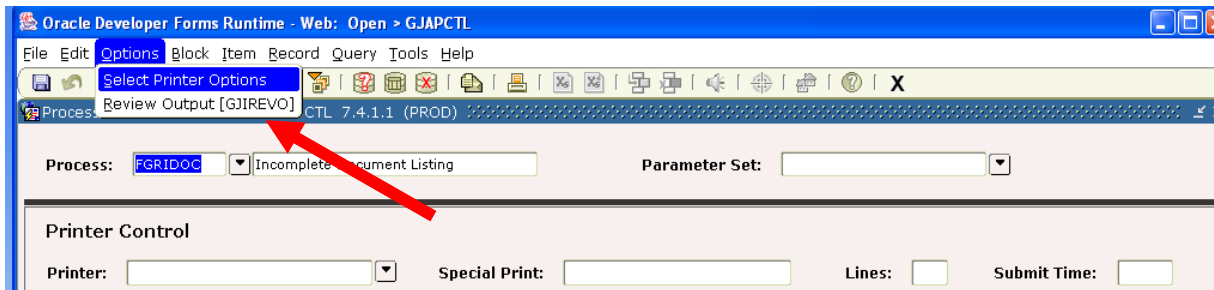 Oracle Developer Forms Runtime - Web: Open > GJAPCTL
File Edit Options Block Item Record Query Tools Help
Select Printer Options
Review Output [GJIREVO]
Process CTL 7.4.1.1 (PROD)
Process: FGRIDOC Incomplete Document Listing Parameter Set:
Printer Control
Printer: Special Print: Lines: Submit Time: